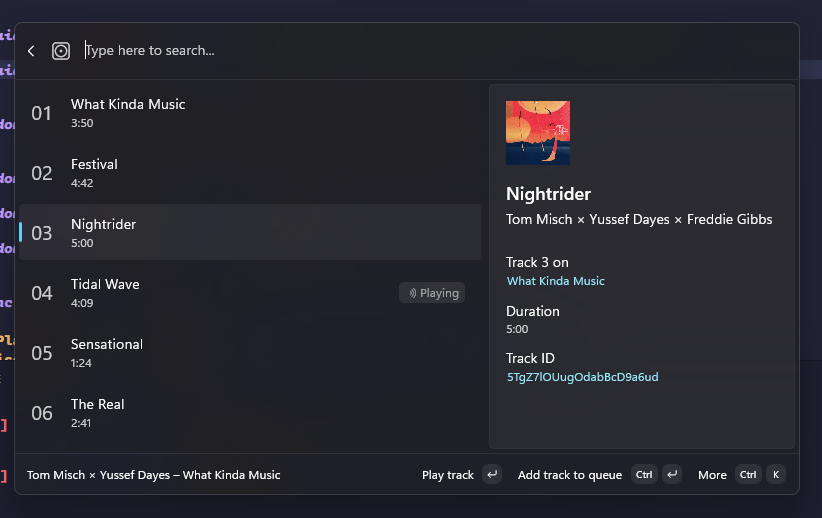 Type here to search...
01
What Kinda Music
3:50
02
Festival
4:42
03
Nightrider
5:00
04
Tidal Wave
4:09
Playing
05
Sensational
1:24
06
The Real
2:41
Nightrider
Tom Misch × Yussef Dayes × Freddie Gibbs
Track 3 on
What Kinda Music
Duration
5:00
Track ID
5TgZ7lOUugOdabBcD9a6ud
Tom Misch × Yussef Dayes – What Kinda Music
Play track
Add track to queue Ctrl
More Ctrl K